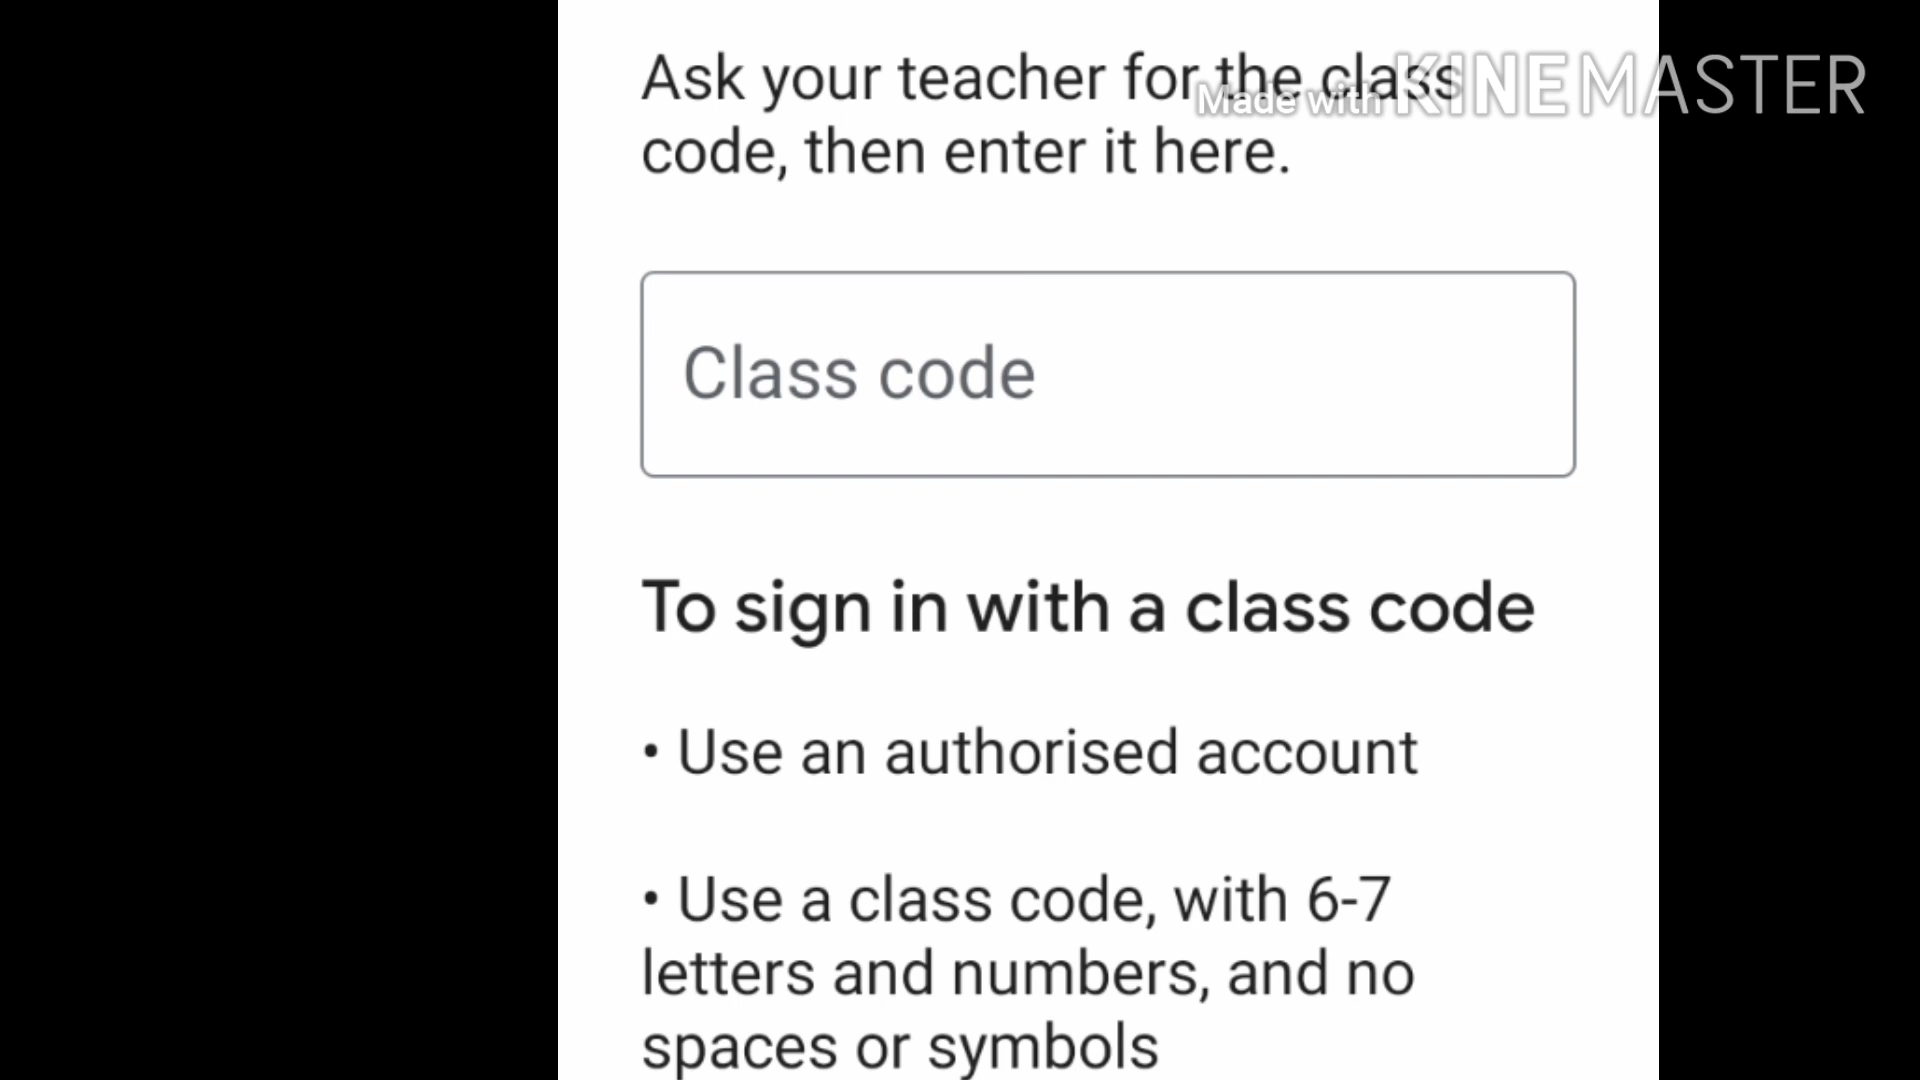 Ask your teacher for the class
Made with KINEMASTER
code, then enter it here.
Class code
To sign in with a class code
• Use an authorised account
• Use a class code, with 6-7
letters and numbers, and no
spaces or symbols